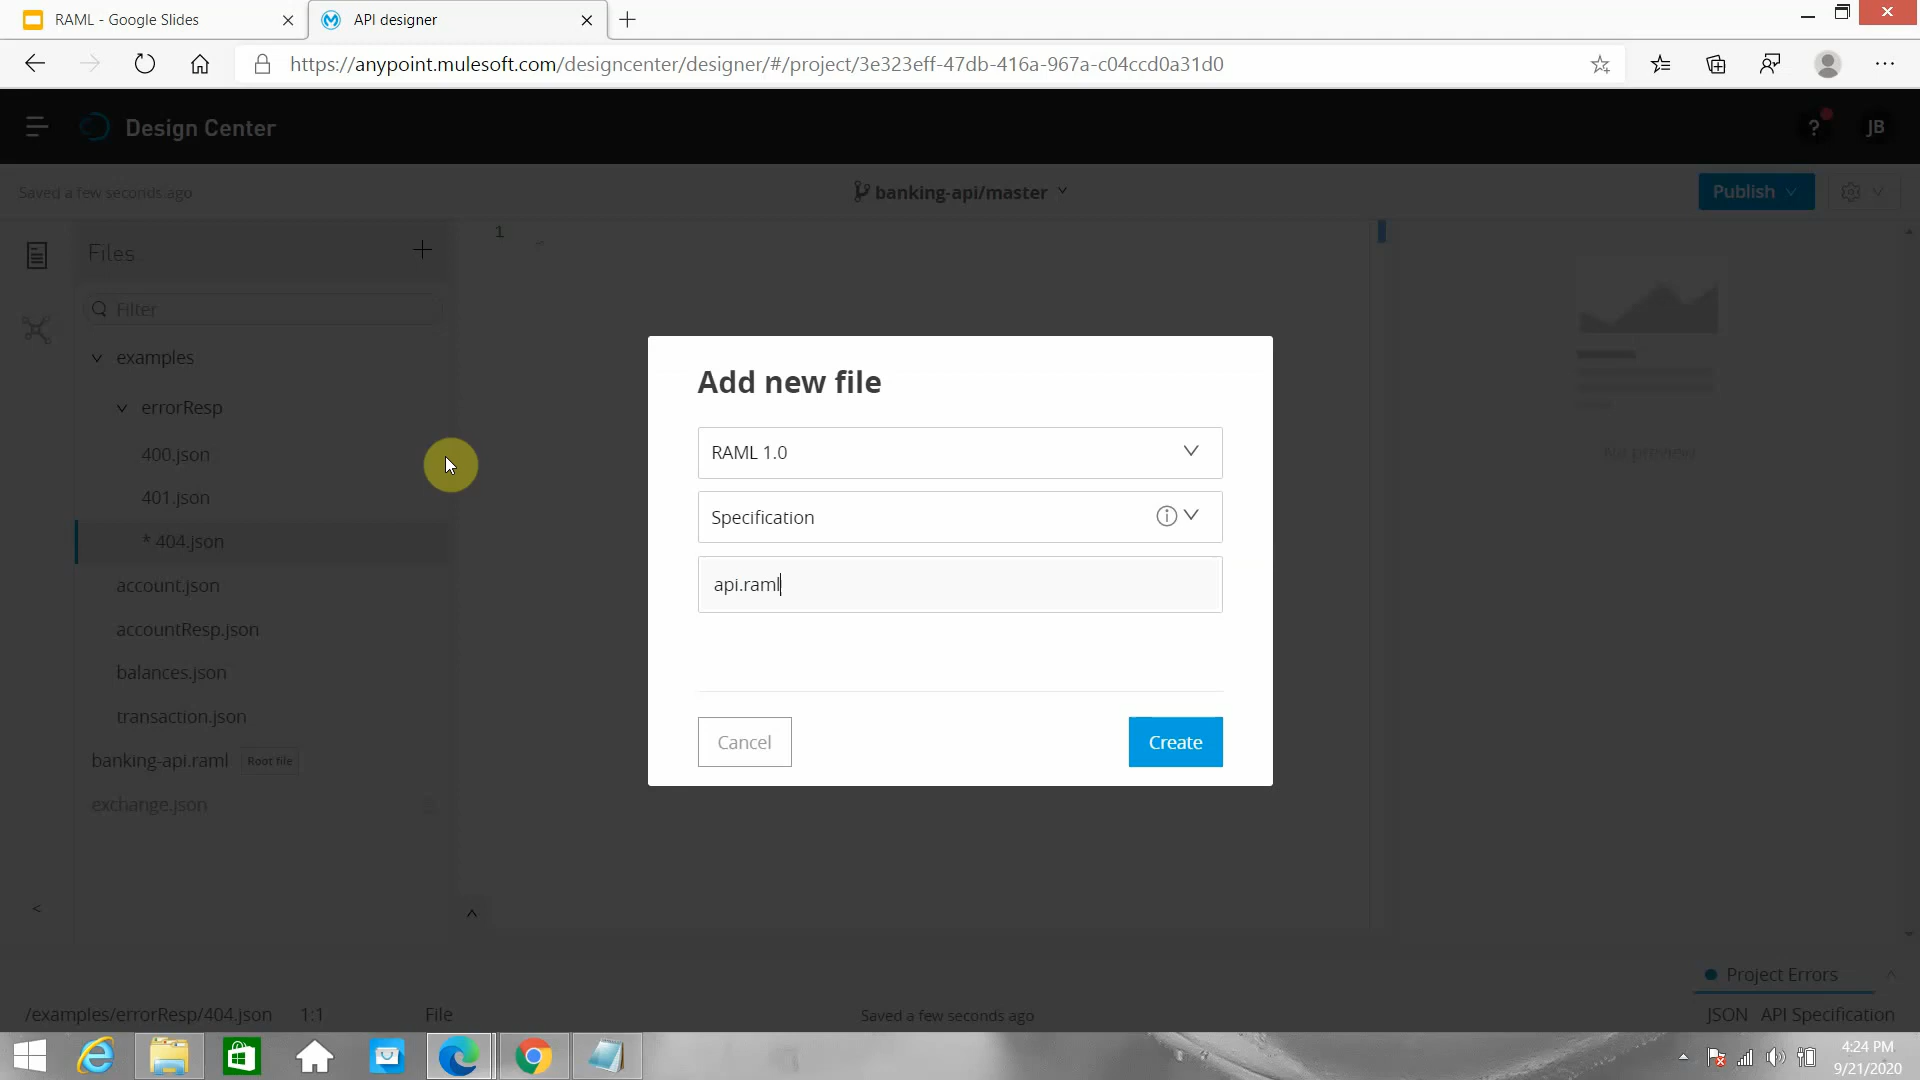 RAML - Google Slides
API designer
https://anypoint.mulesoft.com/designcenter/designer/#/project/3e323eff-47db-416a-967a-c04ccd0a31d0
Design Center
?
JB
Saved a few seconds ago
banking-api/master
Publish
Files
1
Filter
examples
errorResp
400.json
401.json
* 404.json
account.json
accountResp.json
balances.json
transaction.json
banking-api.raml Root file
exchange.json
Add new file
RAML 1.0
Specification
api.raml
Cancel
Create
No preview
Project Errors
/examples/errorResp/404.json 1:1 File Saved a few seconds ago JSON API Specification
4:24 PM
9/21/2020